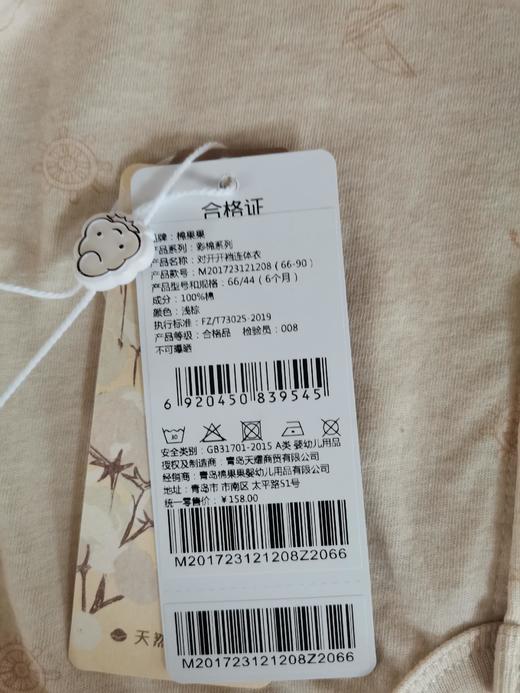 合格证
品牌：棉果果
产品系列：彩棉系列
产品名称：对开开裆连体衣
产品款号：M201723121208(66-90)
产品型号和规格：66/44(6个月)
成分：100%棉
颜色：浅棕
执行标准：FZ/T73025-2019
产品等级：合格品 检验员：008
不可曝晒
6 920450 839545
安全类别：GB31701-2015 A类 婴幼儿用品
授权及制造商：青岛天耀商贸有限公司
经销商：青岛棉果果婴幼儿用品有限公司
地址：青岛市 市南区 太平路51号
统一零售价：￥158.00
M201723121208Z2066
M201723121208Z2066
天然